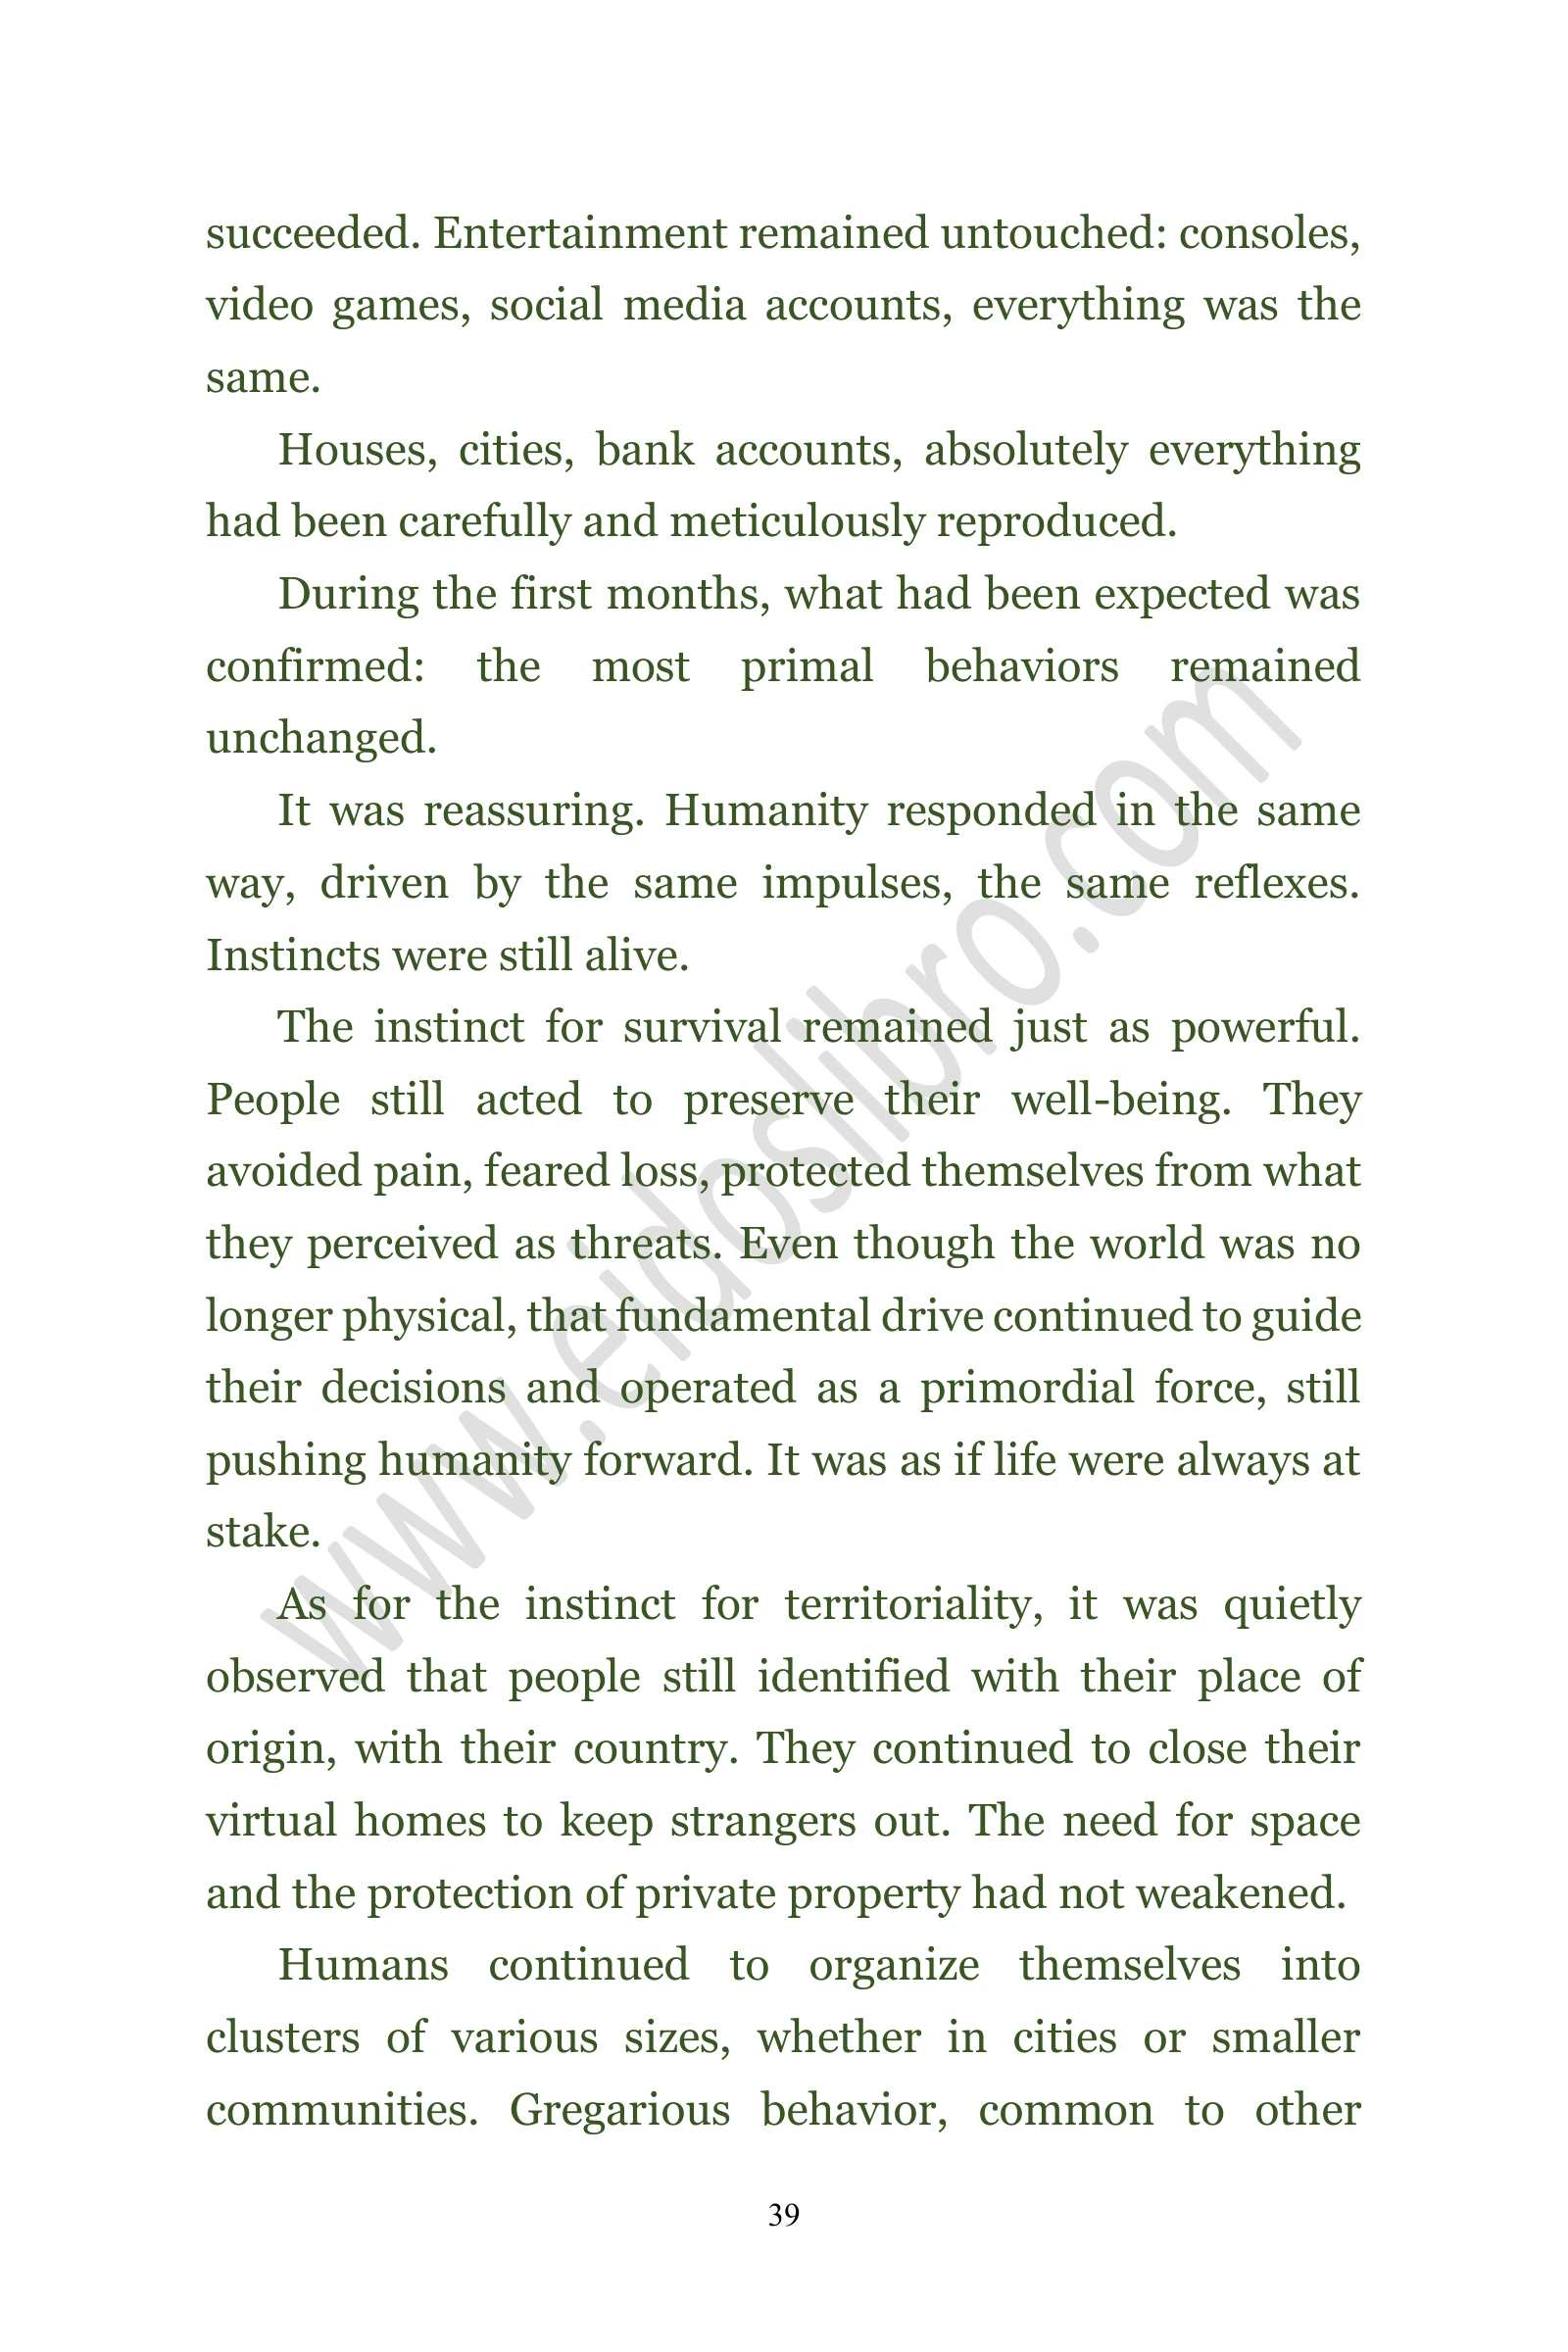 succeeded. Entertainment remained untouched: consoles,
video games, social media accounts, everything was the
same.
Houses, cities, bank accounts, absolutely everything
had been carefully and meticulously reproduced.
During the first months, what had been expected was
confirmed: the most primal behaviors remained
unchanged.
It was reassuring. Humanity responded in the same
way, driven by the same impulses, the same reflexes.
Instincts were still alive.
The instinct for survival remained just as powerful.
People still acted to preserve their well-being. They
avoided pain, feared loss, protected themselves from what
they perceived as threats. Even though the world was no
longer physical, that fundamental drive continued to guide
their decisions and operated as a primordial force, still
pushing humanity forward. It was as if life were always at
stake.
As for the instinct for territoriality, it was quietly
observed that people still identified with their place of
origin, with their country. They continued to close their
virtual homes to keep strangers out. The need for space
and the protection of private property had not weakened.
Humans continued to organize themselves into
clusters of various sizes, whether in cities or smaller
communities. Gregarious behavior, common to other
39
www.eidoslibro.com